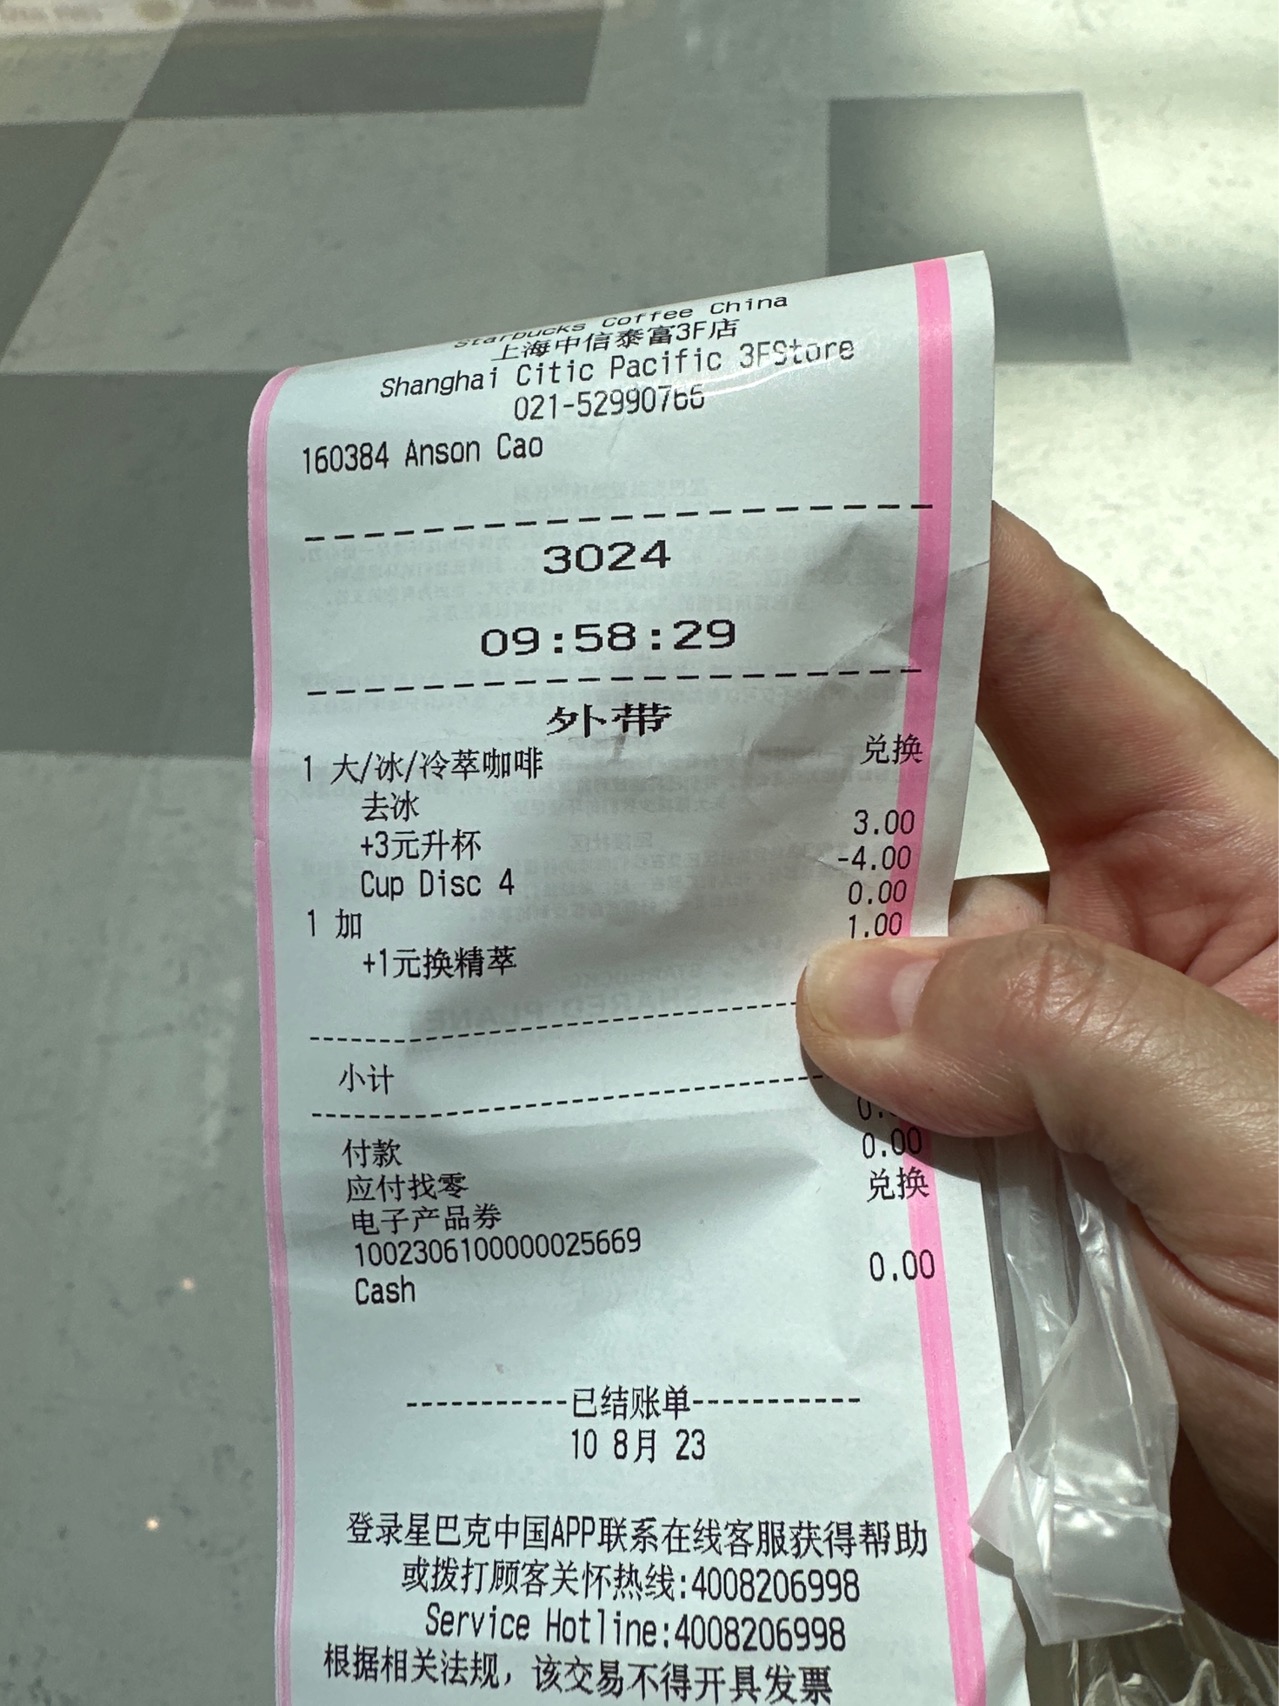 Starbucks Coffee China
上海中信泰富3F店
Shanghai Citic Pacific 3FStore
021-52990766
160384 Anson Cao
3024
09:58:29
外带
1 大/冰/冷萃咖啡 兑换
去冰
+3元升杯 3.00
Cup Disc 4 -4.00
1 加 0.00
+1元换精萃 1.00
小计
付款 0.
应付找零 0.00
电子产品券 兑换
1002306100000025669
Cash 0.00
-----------已结账单-----------
10 8月 23
登录星巴克中国APP联系在线客服获得帮助
或拨打顾客关怀热线:4008206998
Service Hotline:4008206998
根据相关法规，该交易不得开具发票